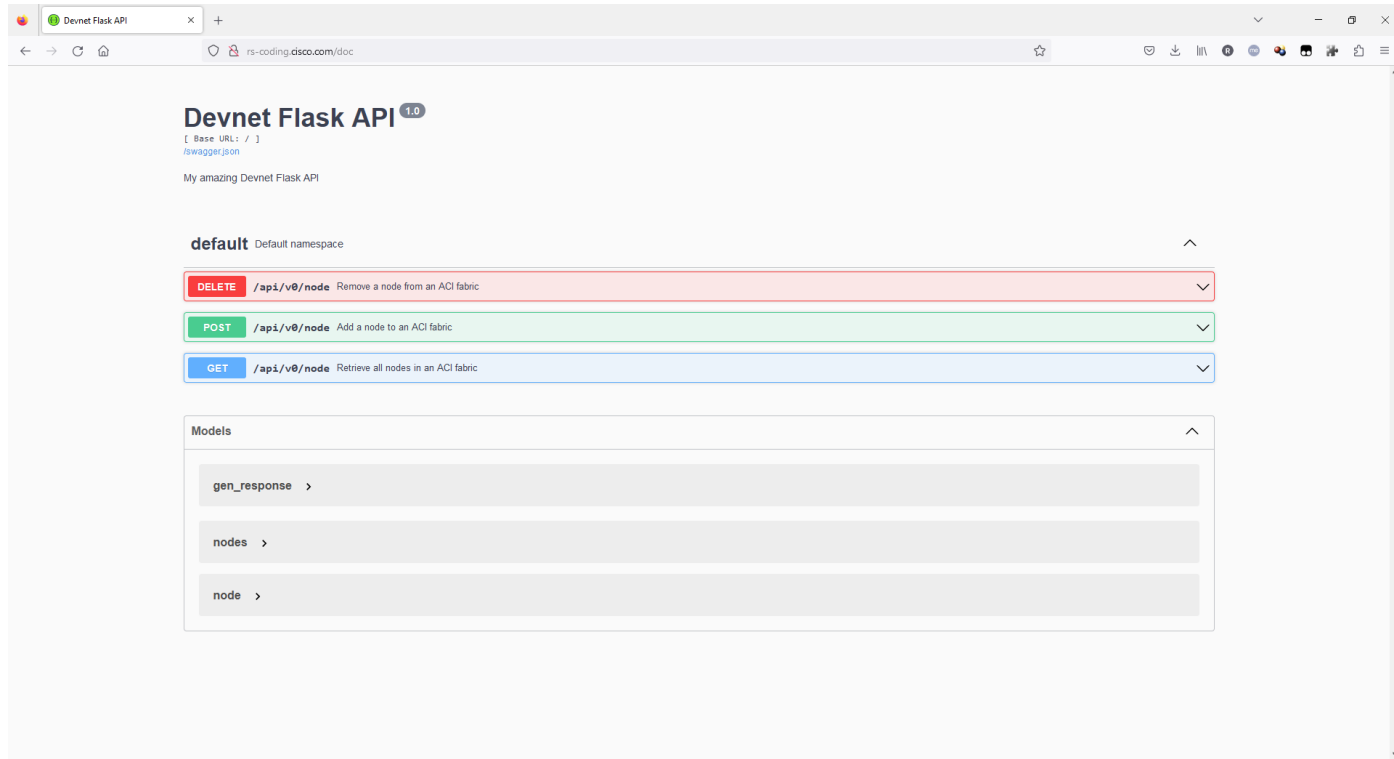 Devnet Flask API
rs-coding.cisco.com/doc
Devnet Flask API 1.0
[ Base URL: / ]
/swagger.json
My amazing Devnet Flask API
default Default namespace
DELETE /api/v0/node Remove a node from an ACI fabric
POST /api/v0/node Add a node to an ACI fabric
GET /api/v0/node Retrieve all nodes in an ACI fabric
Models
gen_response
nodes
node